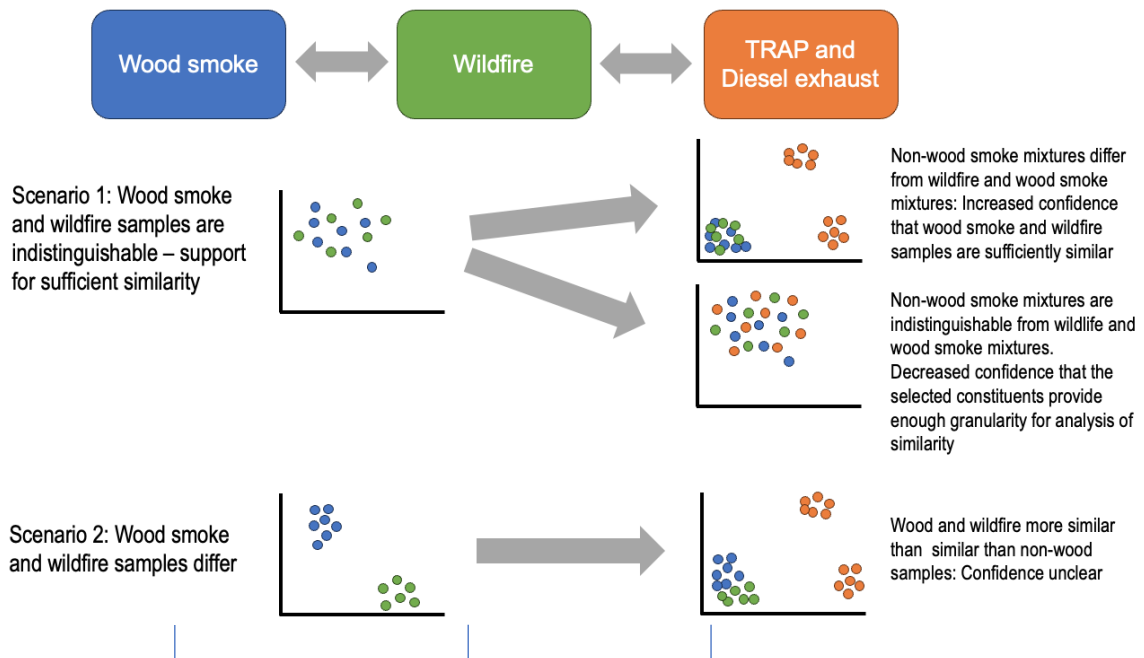 Wood smoke
Wildfire
TRAP and
Diesel exhaust
Scenario 1: Wood smoke
and wildfire samples are
indistinguishable – support
for sufficient similarity
Non-wood smoke mixtures differ
from wildfire and wood smoke
mixtures: Increased confidence
that wood smoke and wildfire
samples are sufficiently similar
Non-wood smoke mixtures are
indistinguishable from wildlife and
wood smoke mixtures.
Decreased confidence that the
selected constituents provide
enough granularity for analysis of
similarity
Scenario 2: Wood smoke
and wildfire samples differ
Wood and wildfire more similar
than similar than non-wood
samples: Confidence unclear